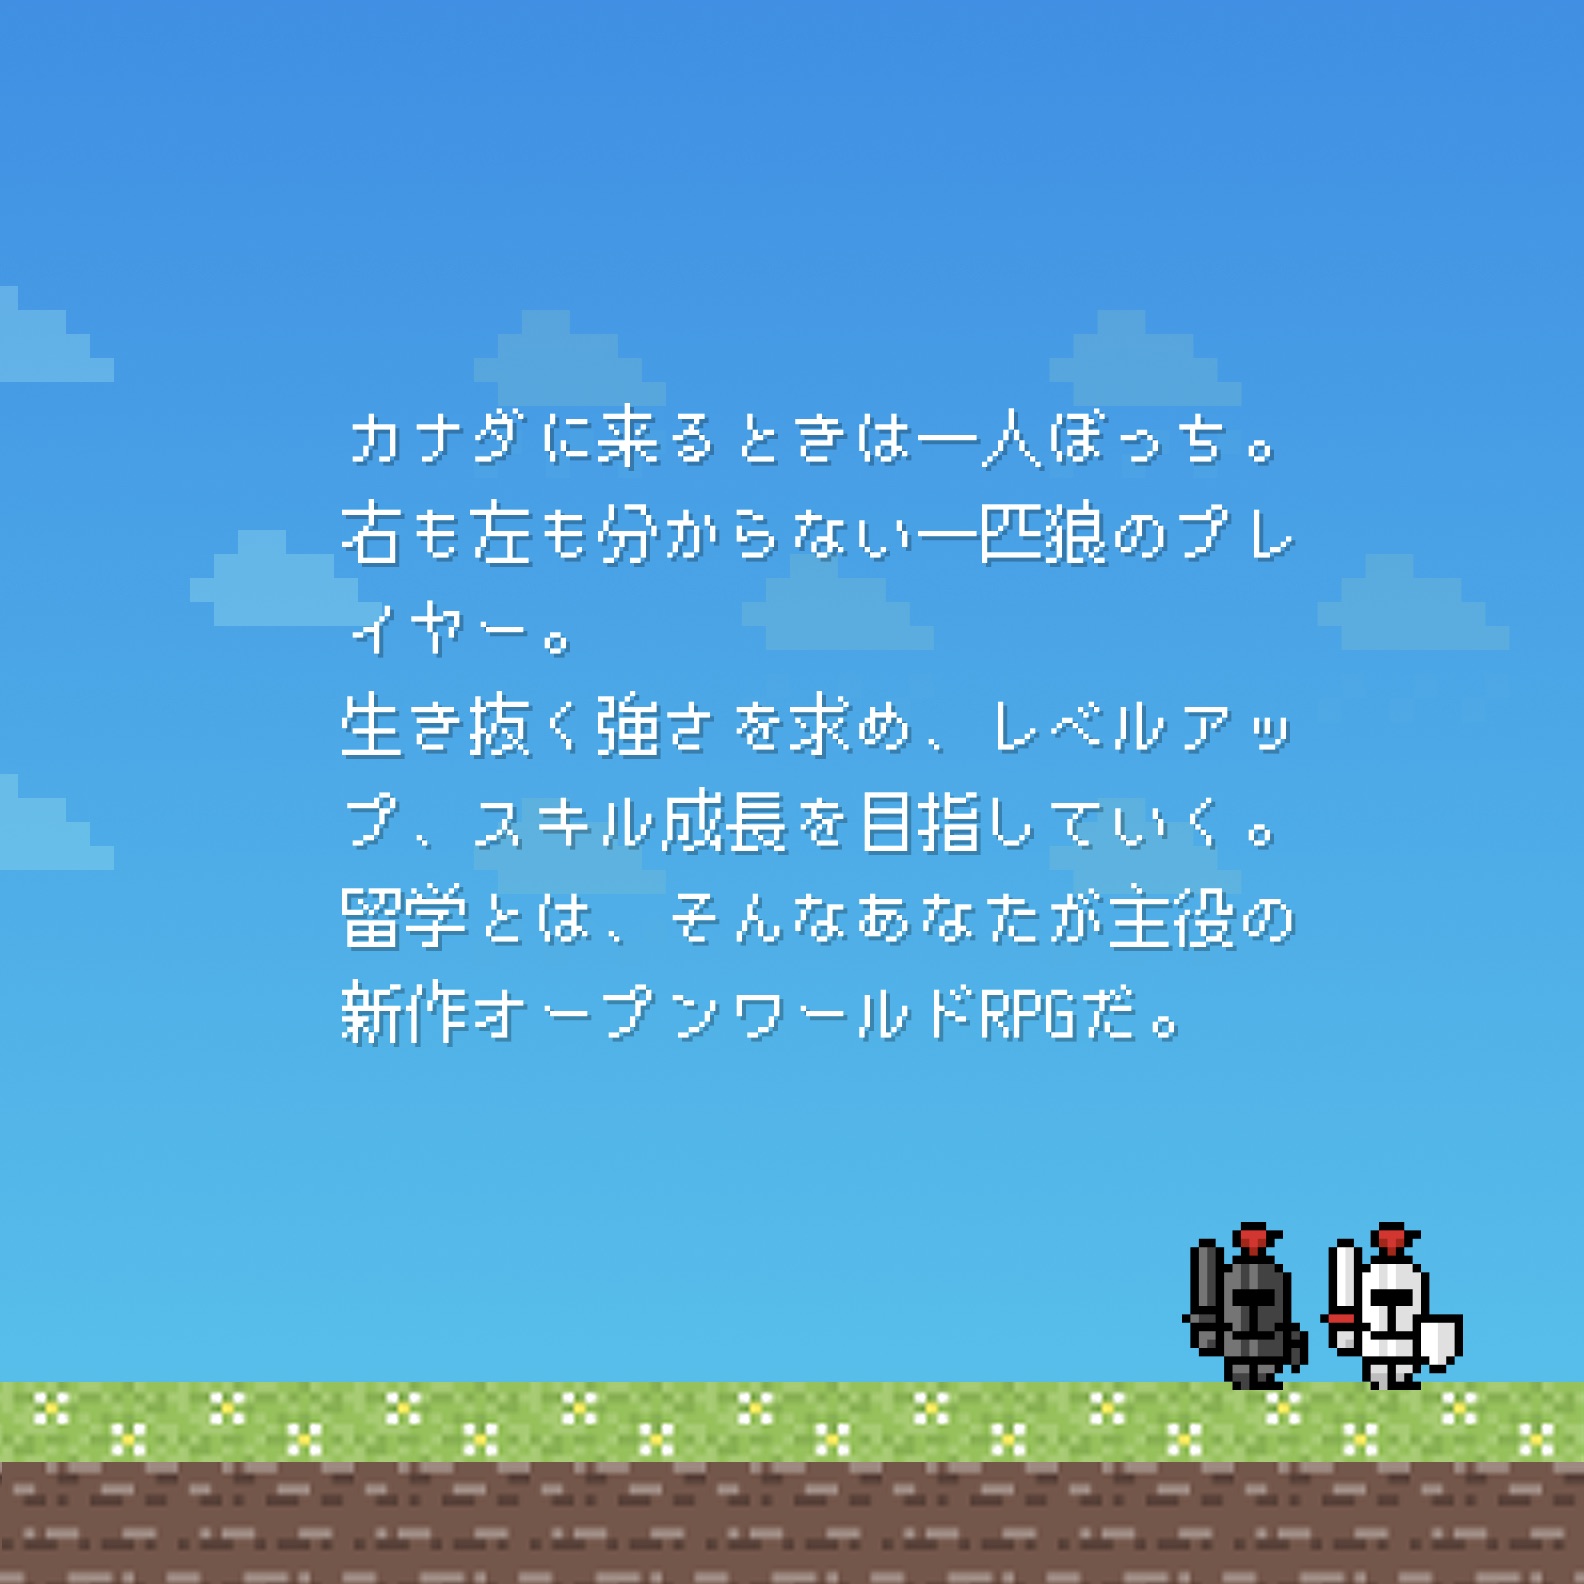 カナダに来るときは一人ぼっち。
右も左も分からない一匹狼のプレ
イヤー。
生き抜く強さを求め、レベルアッ
プ、スキル成長を目指していく。
留学とは、そんなあなたが主役の
新作オープンワールドRPGだ。